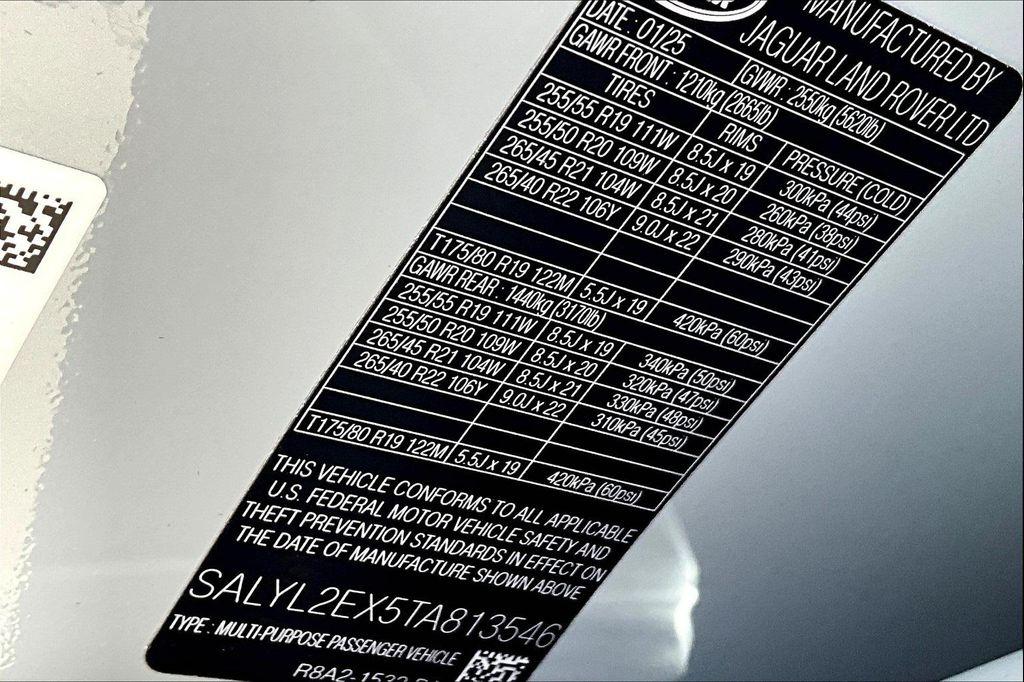 MANUFACTURED BY
JAGUAR LAND ROVER LTD
DATE : 01/25 GVWR : 2550kg (5620lb)
GAWR FRONT : 1210kg (2665lb)
TIRES RIMS PRESSURE (COLD)
255/55 R19 111W 8.5J x 19 300kPa (44psi)
255/50 R20 109W 8.5J x 20 260kPa (38psi)
265/45 R21 104W 8.5J x 21 280kPa (41psi)
265/40 R22 106Y 9.0J x 22 290kPa (43psi)
T175/80 R19 122M 5.5J x 19 420kPa (60psi)
GAWR REAR : 1440kg (3170lb)
255/55 R19 111W 8.5J x 19 340kPa (50psi)
255/50 R20 109W 8.5J x 20 320kPa (47psi)
265/45 R21 104W 8.5J x 21 330kPa (48psi)
265/40 R22 106Y 9.0J x 22 310kPa (45psi)
T175/80 R19 122M 5.5J x 19 420kPa (60psi)
THIS VEHICLE CONFORMS TO ALL APPLICABLE
U.S. FEDERAL MOTOR VEHICLE SAFETY AND
THEFT PREVENTION STANDARDS IN EFFECT ON
THE DATE OF MANUFACTURE SHOWN ABOVE
SALYL2EX5TA813546
TYPE : MULTI-PURPOSE PASSENGER VEHICLE